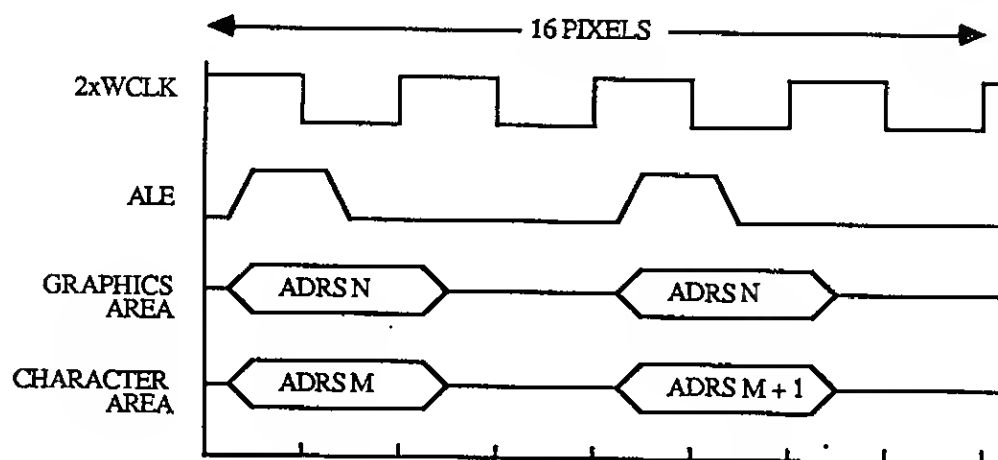 16 PIXELS
2xWCLK
ALE
GRAPHICS
AREA
ADRS N
ADRS N
CHARACTER
AREA
ADRS M
ADRS M + 1